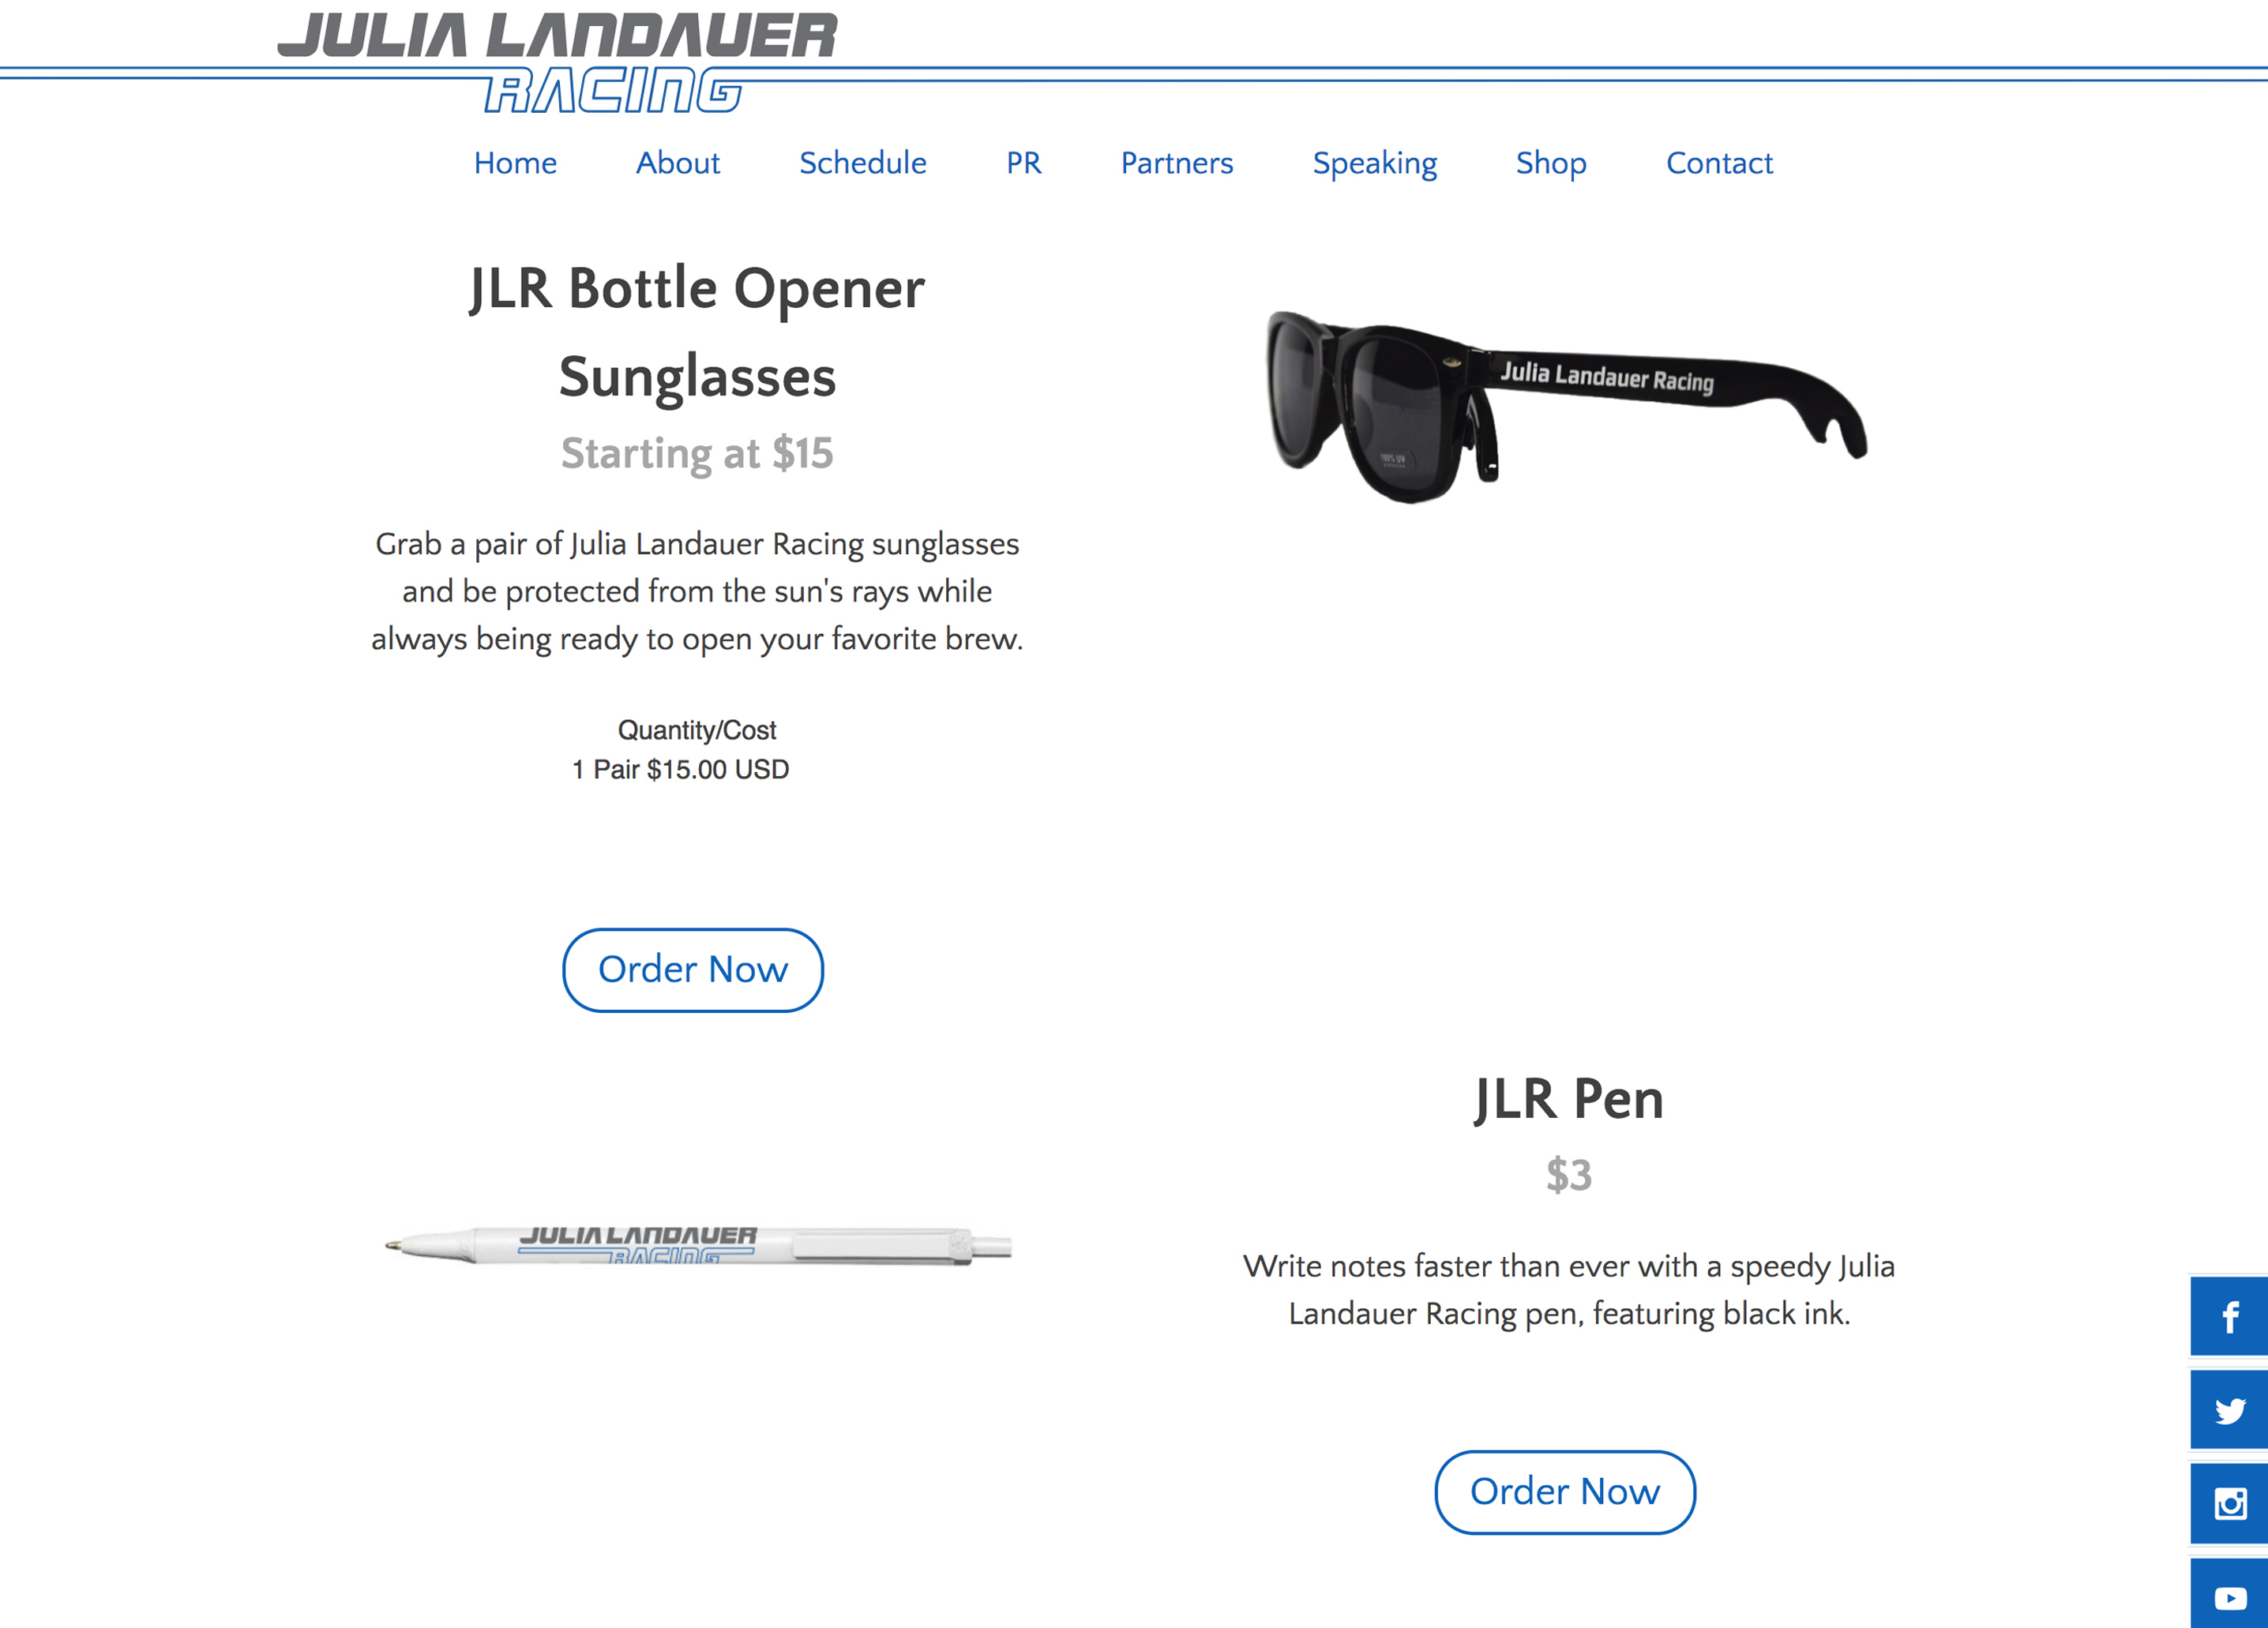 JULIA LANDAUER
RACING
Home About Schedule PR Partners Speaking Shop Contact
JLR Bottle Opener
Sunglasses
Starting at $15
Grab a pair of Julia Landauer Racing sunglasses
and be protected from the sun's rays while
always being ready to open your favorite brew.
Quantity/Cost
1 Pair $15.00 USD
Order Now
Julia Landauer Racing
100% UV
JULIA LANDAUER
RACING
JLR Pen
$3
Write notes faster than ever with a speedy Julia
Landauer Racing pen, featuring black ink.
Order Now